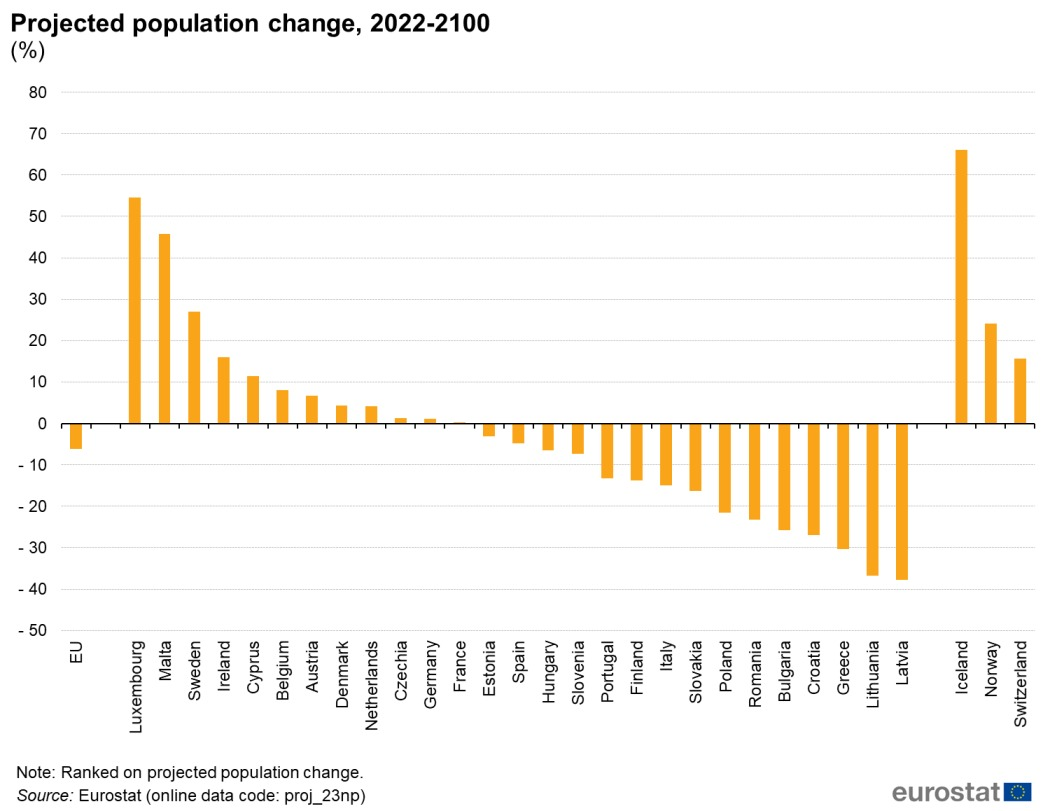 Projected population change, 2022-2100
(%)
80
70
60
50
40
30
20
10
0
- 10
- 20
- 30
- 40
- 50
EU
Luxembourg
Malta
Sweden
Ireland
Cyprus
Belgium
Austria
Denmark
Netherlands
Czechia
Germany
France
Estonia
Spain
Hungary
Slovenia
Portugal
Finland
Italy
Slovakia
Poland
Romania
Bulgaria
Croatia
Greece
Lithuania
Latvia
Iceland
Norway
Switzerland
Note: Ranked on projected population change.
Source: Eurostat (online data code: proj_23np)
eurostat